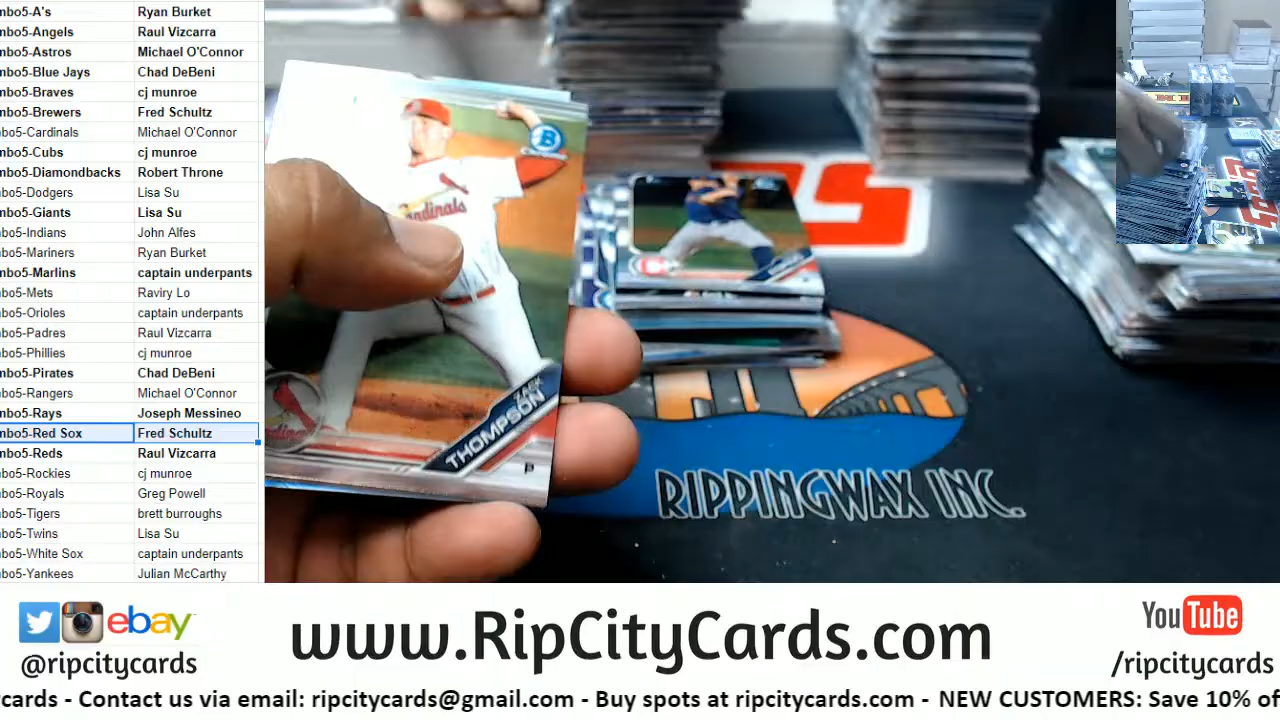 mbo5-A's Ryan Burket
mbo5-Angels Raul Vizcarra
mbo5-Astros Michael O'Connor
mbo5-Blue Jays Chad DeBeni
mbo5-Braves cj munroe
mbo5-Brewers Fred Schultz
mbo5-Cardinals Michael O'Connor
mbo5-Cubs cj munroe
mbo5-Diamondbacks Robert Throne
mbo5-Dodgers Lisa Su
mbo5-Giants Lisa Su
mbo5-Indians John Alfes
mbo5-Mariners Ryan Burket
mbo5-Marlins captain underpants
mbo5-Mets Raviry Lo
mbo5-Orioles captain underpants
mbo5-Padres Raul Vizcarra
mbo5-Phillies cj munroe
mbo5-Pirates Chad DeBeni
mbo5-Rangers Michael O'Connor
mbo5-Rays Joseph Messineo
mbo5-Red Sox Fred Schultz
mbo5-Reds Raul Vizcarra
mbo5-Rockies cj munroe
mbo5-Royals Greg Powell
mbo5-Tigers brett burroughs
mbo5-Twins Lisa Su
mbo5-White Sox captain underpants
mbo5-Yankees Julian McCarthy
B
Cardinals
ZACK
THOMPSON
P
RIPPINGWAX INC.
ebay
@ripcitycards
www.RipCityCards.com
YouTube
/ripcitycards
cards - Contact us via email: ripcitycards@gmail.com - Buy spots at ripcitycards.com - NEW CUSTOMERS: Save 10% of